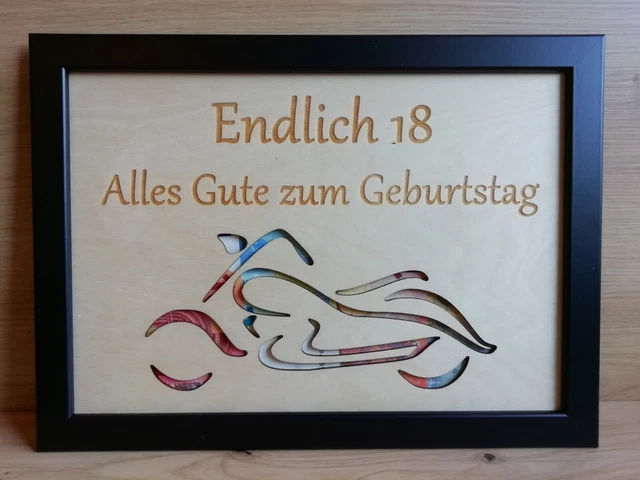 Endlich 18
Alles Gute zum Geburtstag